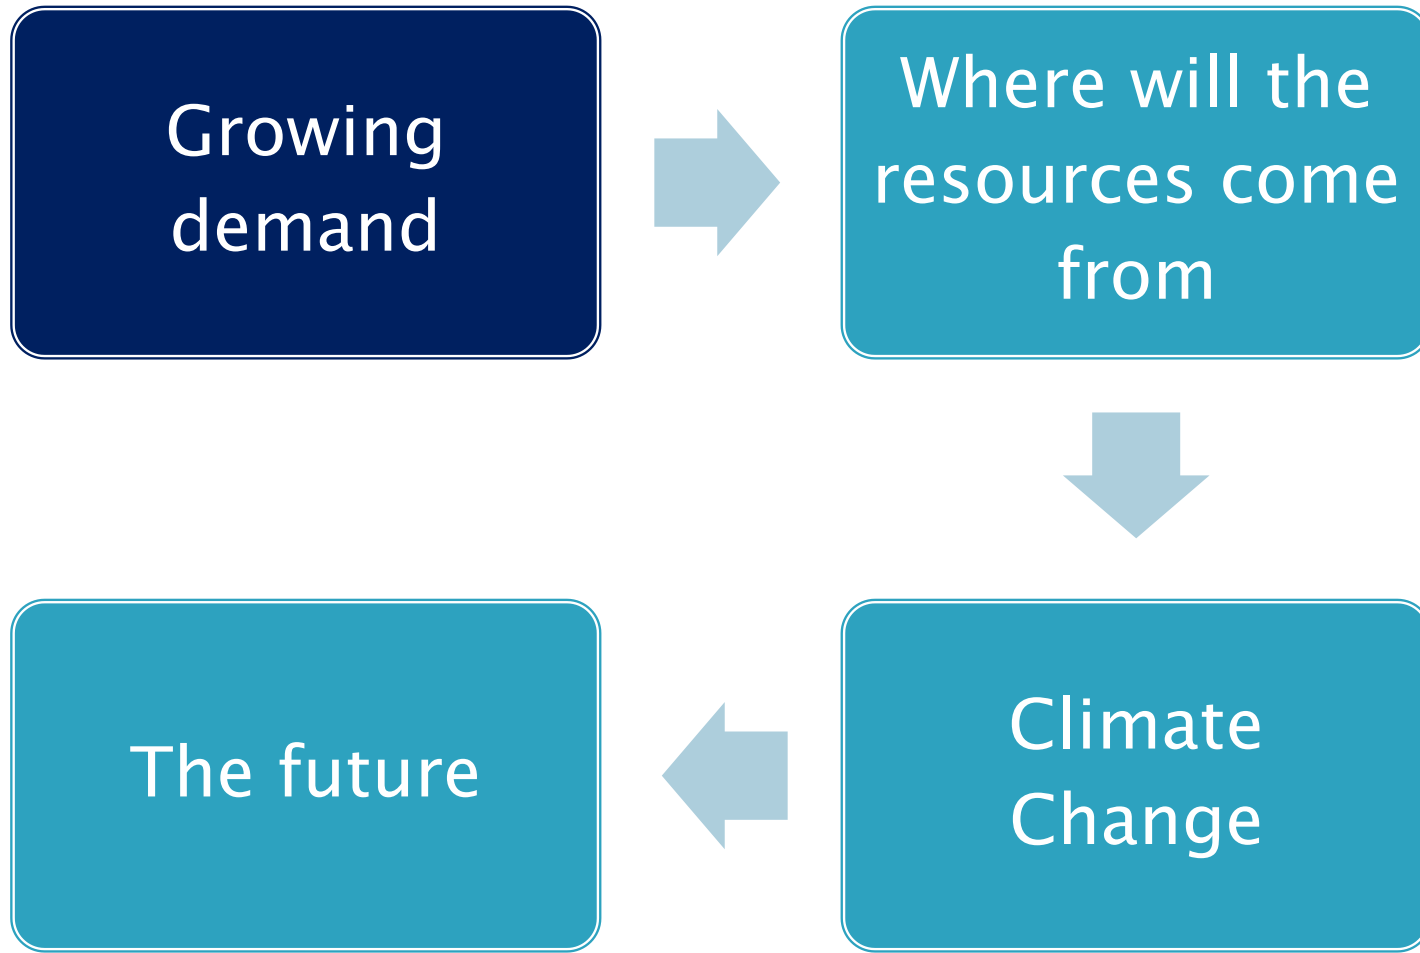 Growing
demand
Where will the
resources come
from
Climate
Change
The future